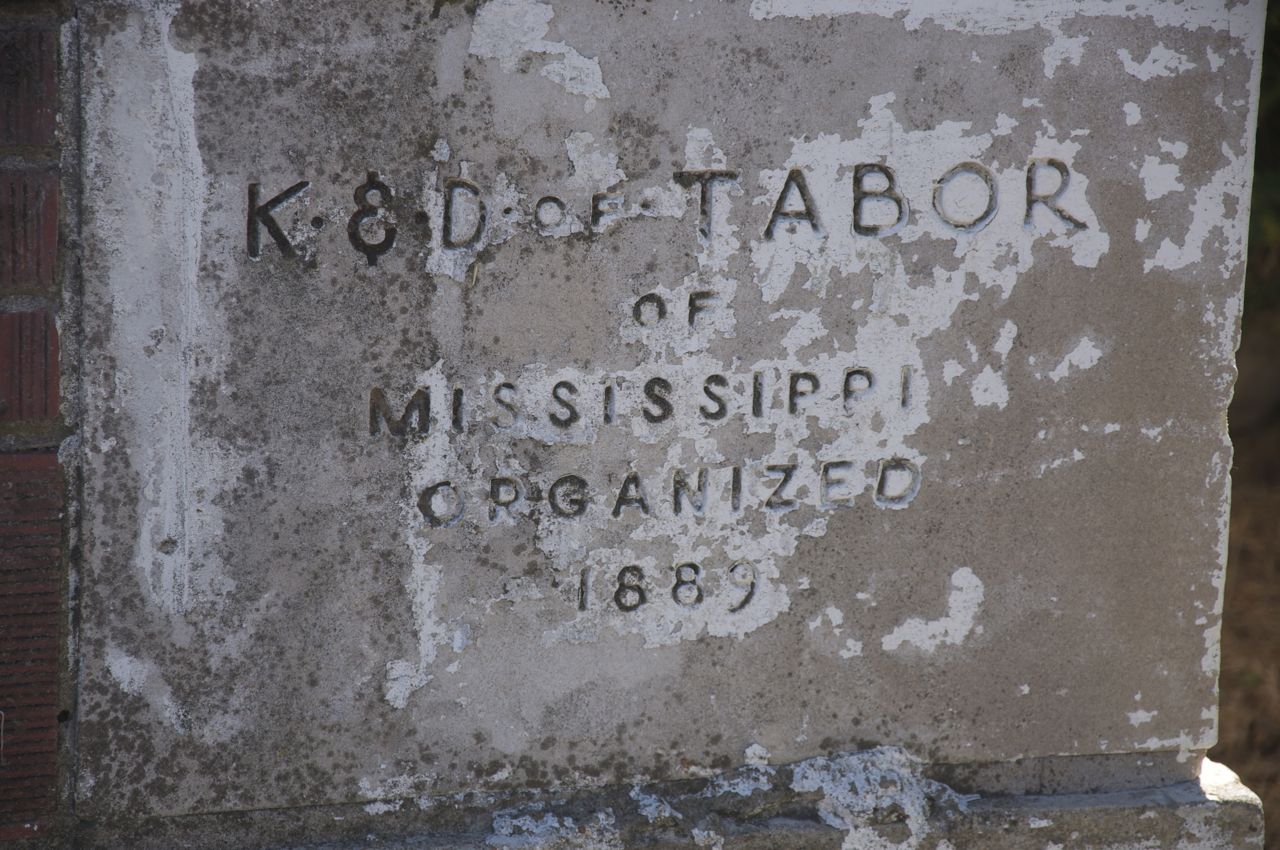 K·&·D·OF·TABOR
OF
MISSISSIPPI
ORGANIZED
1889